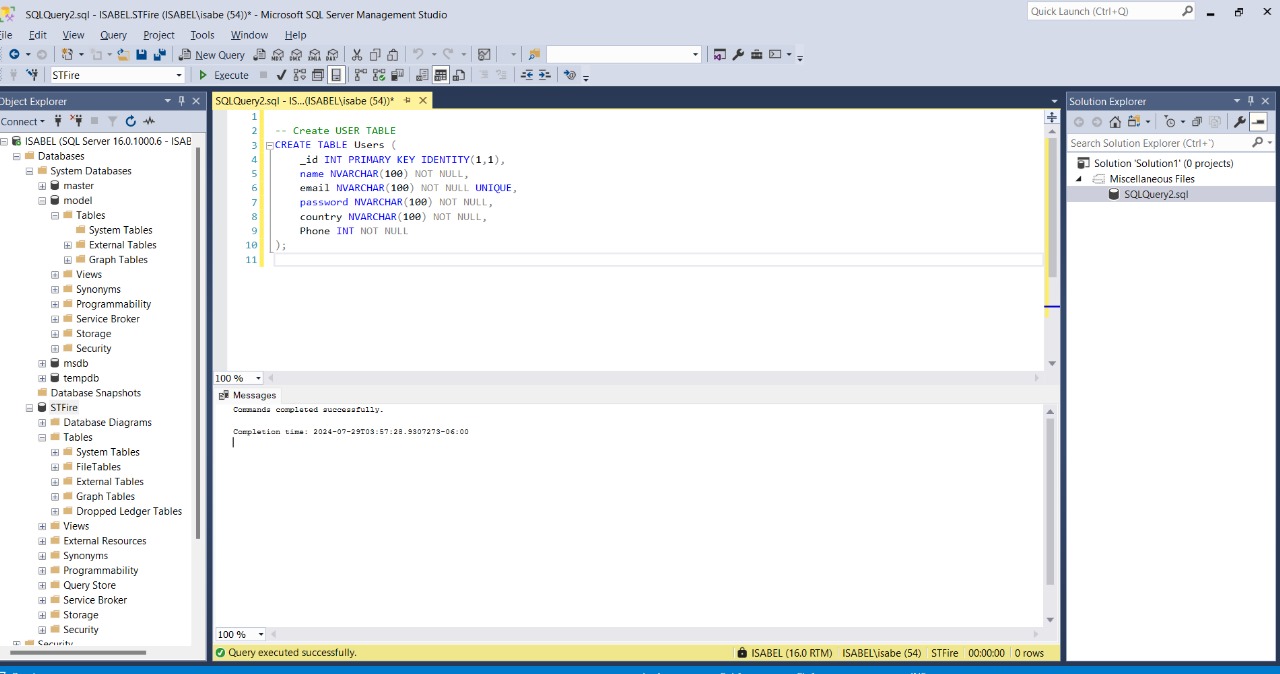 SQLQuery2.sql - ISABEL.STFire (ISABEL\isabe (54))* - Microsoft SQL Server Management Studio
Quick Launch (Ctrl+Q)
Edit View Query Project Tools Window Help
New Query
STFire
Execute
Object Explorer
Connect
ISABEL (SQL Server 16.0.1000.6 - ISAB
Databases
System Databases
master
model
Tables
System Tables
External Tables
Graph Tables
Views
Synonyms
Programmability
Service Broker
Storage
Security
msdb
tempdb
Database Snapshots
STFire
Database Diagrams
Tables
System Tables
FileTables
External Tables
Graph Tables
Dropped Ledger Tables
Views
External Resources
Synonyms
Programmability
Query Store
Service Broker
Storage
Security
Security
SQLQuery2.sql - IS...(ISABEL\isabe (54))*
1
2 -- Create USER TABLE
3 CREATE TABLE Users (
4 _id INT PRIMARY KEY IDENTITY(1,1),
5 name NVARCHAR(100) NOT NULL,
6 email NVARCHAR(100) NOT NULL UNIQUE,
7 password NVARCHAR(100) NOT NULL,
8 country NVARCHAR(100) NOT NULL,
9 Phone INT NOT NULL
10 );
11
100 %
Messages
Commands completed successfully.
Completion time: 2024-07-29T03:57:28.9307273-06:00
100 %
Query executed successfully.
ISABEL (16.0 RTM) ISABEL\isabe (54) STFire 00:00:00 0 rows
Solution Explorer
Search Solution Explorer (Ctrl+¨)
Solution 'Solution1' (0 projects)
Miscellaneous Files
SQLQuery2.sql